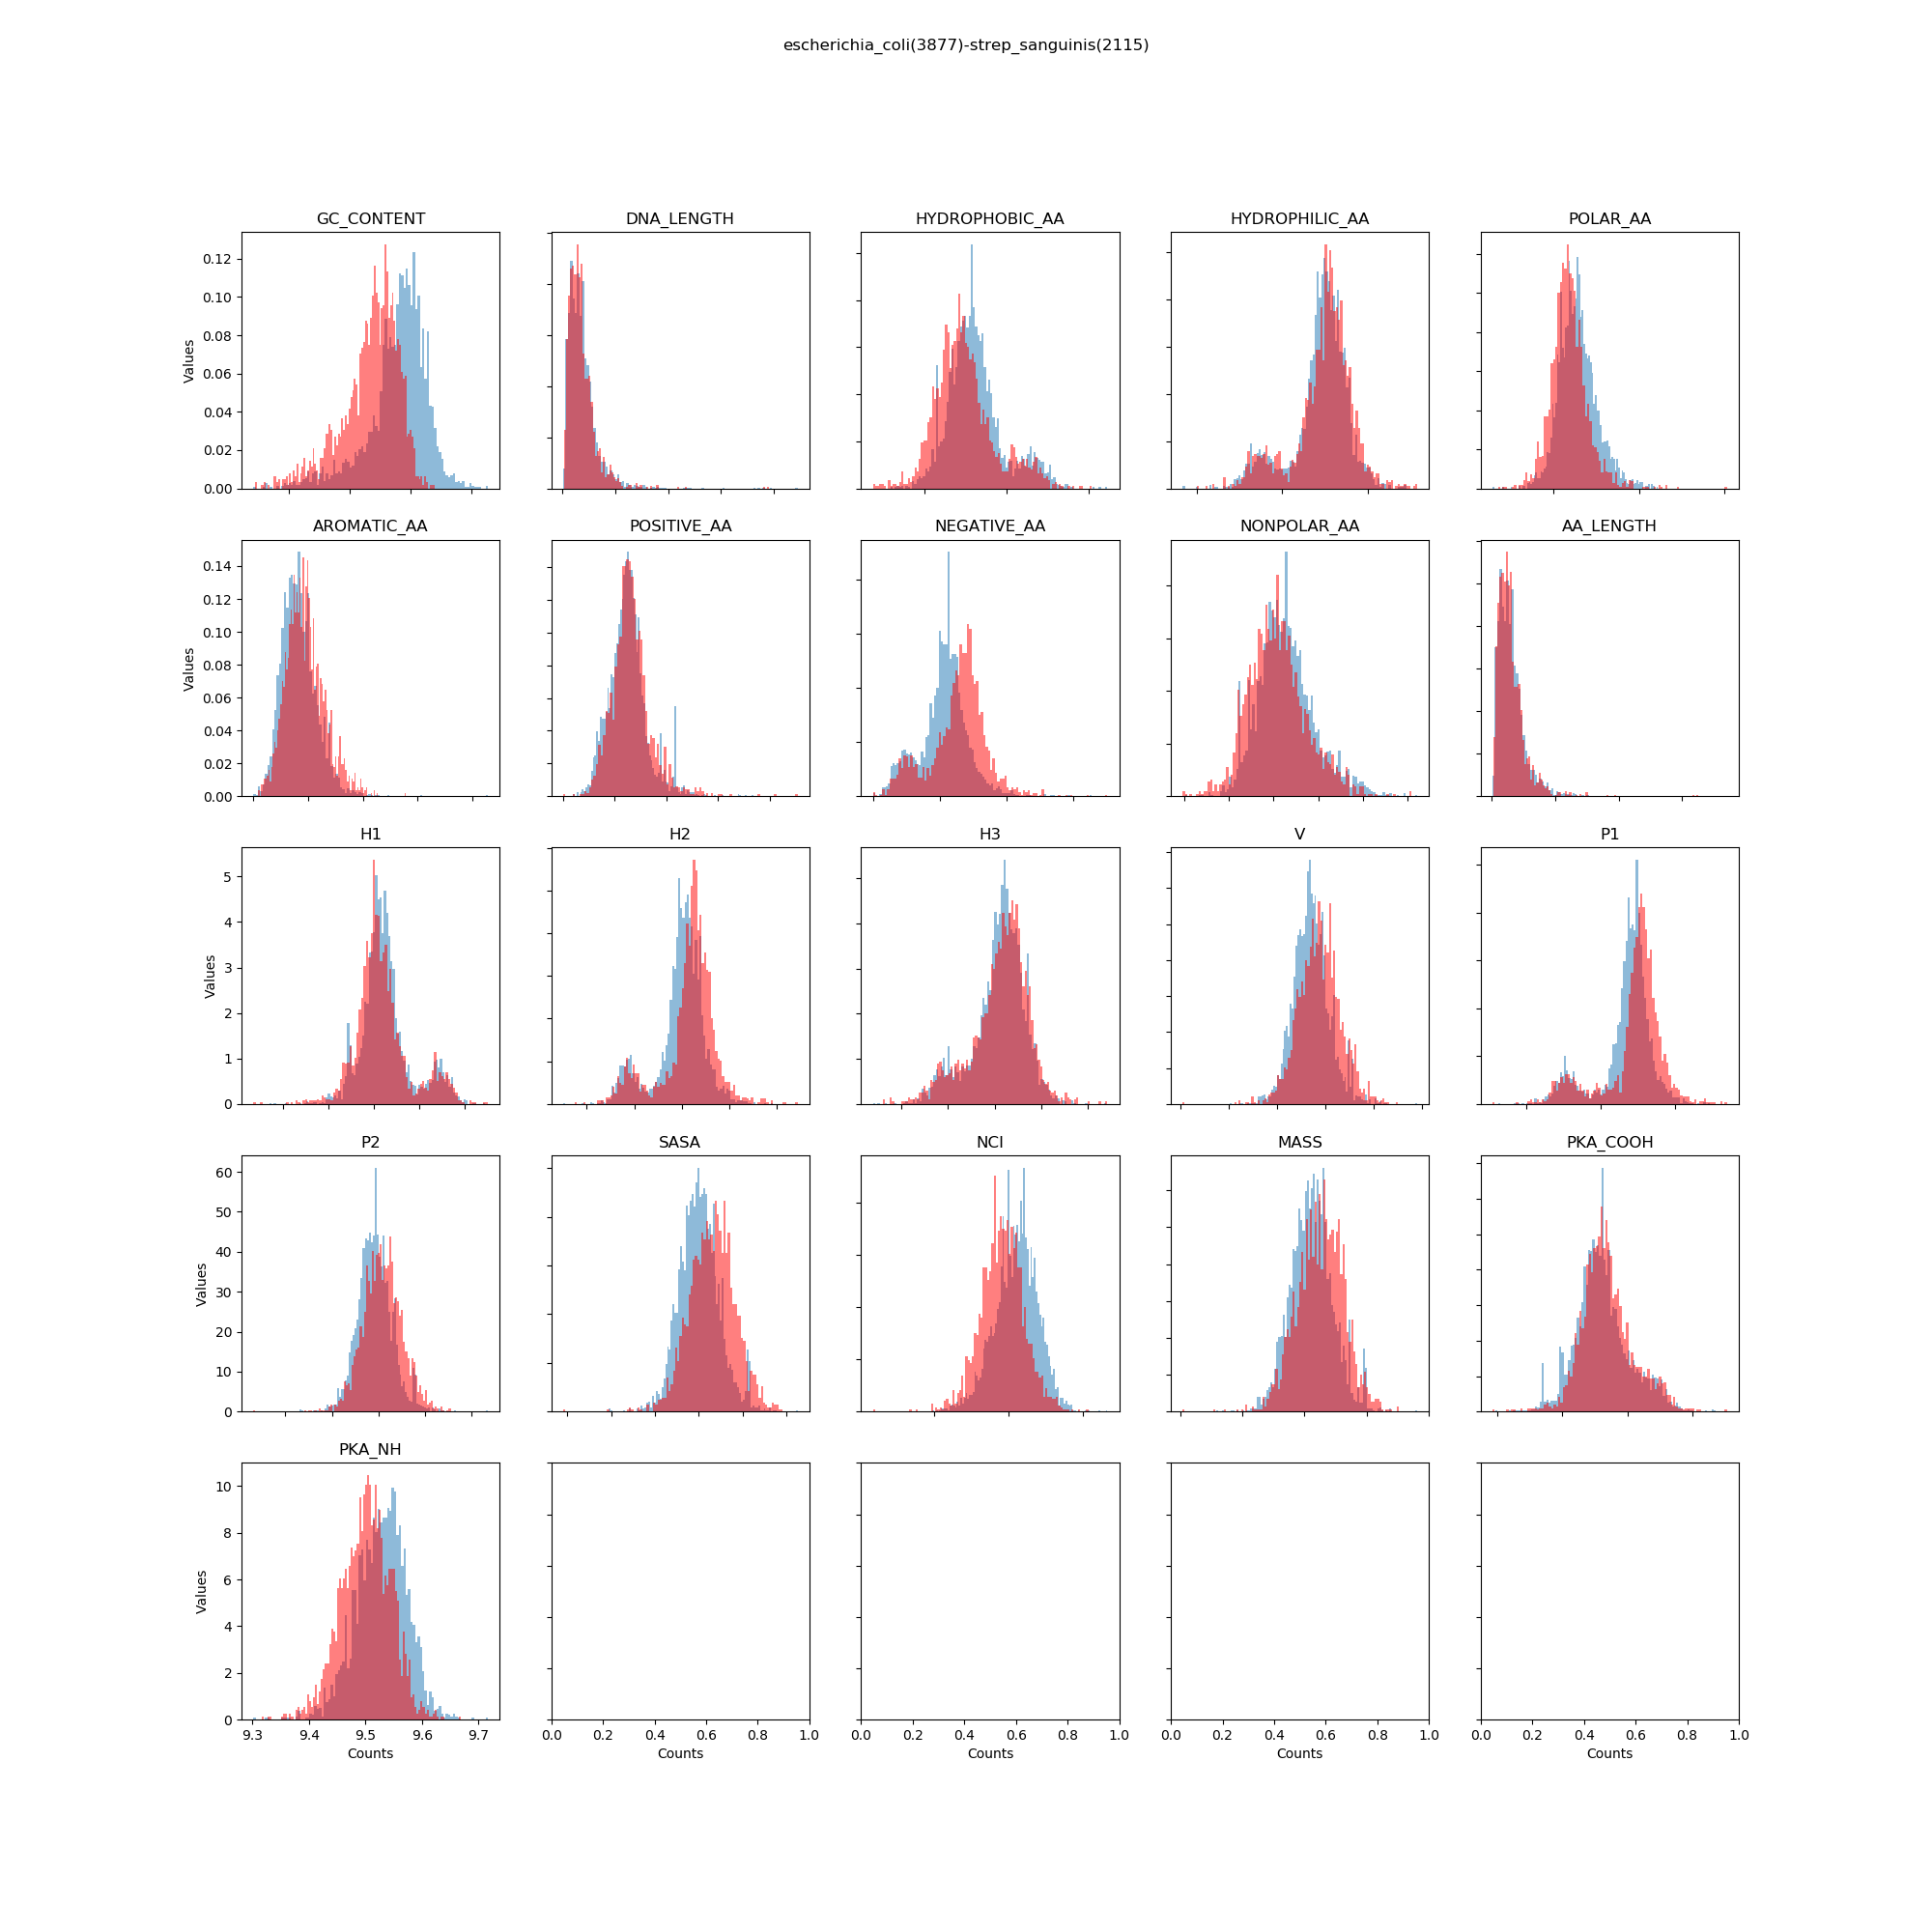 escherichia_coli(3877)-strep_sanguinis(2115)
GC_CONTENT DNA_LENGTH HYDROPHOBIC_AA HYDROPHILIC_AA POLAR_AA
0.12
0.10
0.08
0.06
0.04
0.02
0.00
Values
AROMATIC_AA POSITIVE_AA NEGATIVE_AA NONPOLAR_AA AA_LENGTH
0.14
0.12
0.10
0.08
0.06
0.04
0.02
0.00
Values
H1 H2 H3 V P1
5
4
3
2
1
0
Values
P2 SASA NCI MASS PKA_COOH
60
50
40
30
20
10
0
Values
PKA_NH
10
8
6
4
2
0
Values
9.3 9.4 9.5 9.6 9.7 0.0 0.2 0.4 0.6 0.8 1.0 0.0 0.2 0.4 0.6 0.8 1.0 0.0 0.2 0.4 0.6 0.8 1.0 0.0 0.2 0.4 0.6 0.8 1.0
Counts Counts Counts Counts Counts